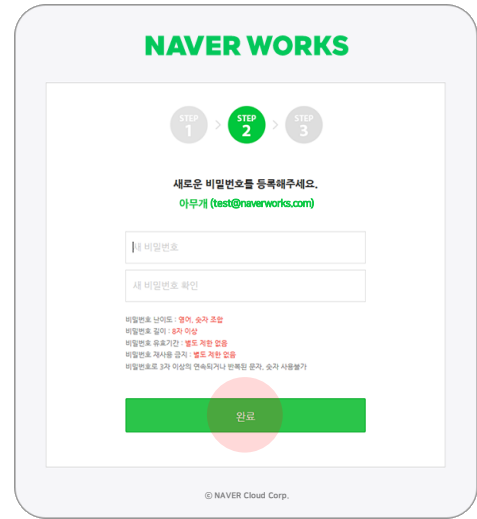 NAVER WORKS
STEP 1 > STEP 2 > STEP 3
새로운 비밀번호를 등록해주세요.
아무개 (test@naverworks.com)
새 비밀번호
새 비밀번호 확인
비밀번호 난이도 : 영어, 숫자 조합
비밀번호 길이 : 8자 이상
비밀번호 유효기간 : 별도 제한 없음
비밀번호 재사용 금지 : 별도 제한 없음
비밀번호로 3자 이상의 연속되거나 반복된 문자, 숫자 사용불가
완료
© NAVER Cloud Corp.